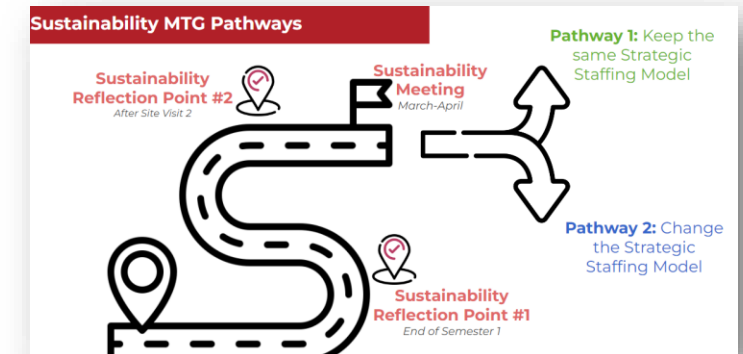 Sustainability MTG Pathways
Pathway 1: Keep the
same Strategic
Staffing Model
Sustainability
Reflection Point #2
After Site Visit 2
Sustainability
Meeting
March-April
Pathway 2: Change
the Strategic
Staffing Model
Sustainability
Reflection Point #1
End of Semester 1